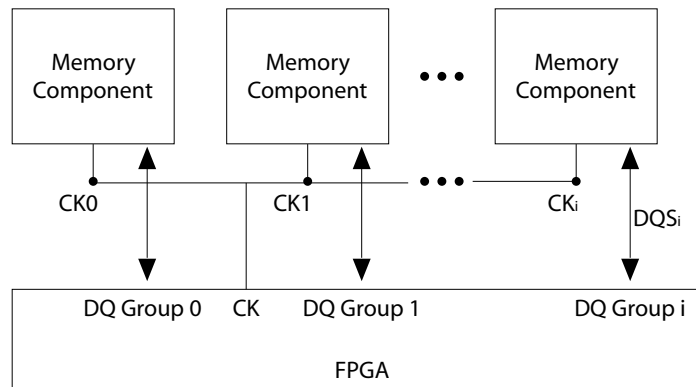 Memory
Component
Memory
Component
Memory
Component
CK0
CK1
CKi
DQSi
DQ Group 0
CK
DQ Group 1
DQ Group i
FPGA